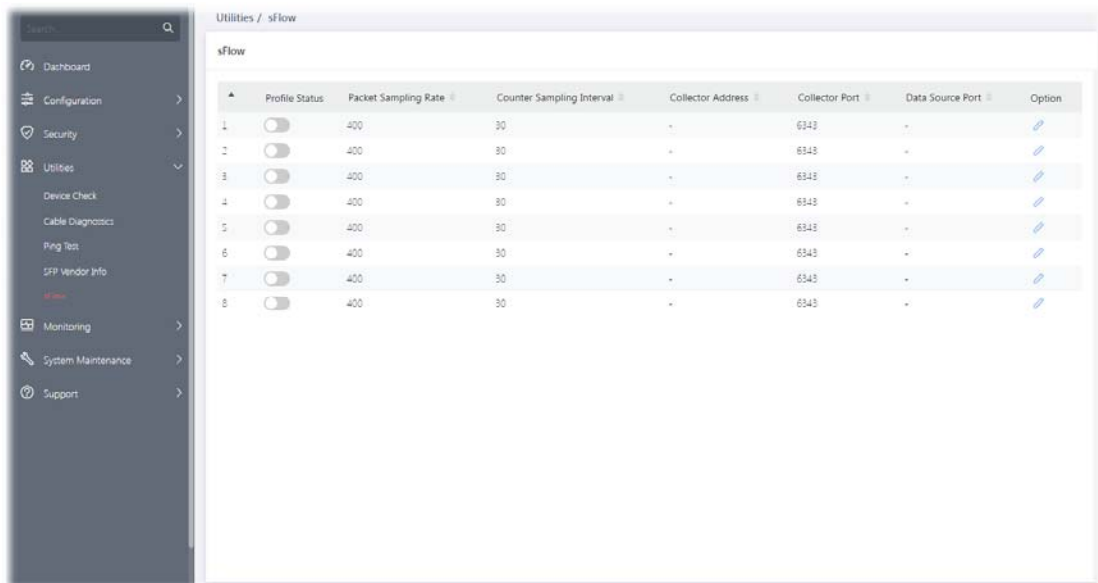 Search...
Utilities / sFlow
sFlow
Dashboard
Configuration
Security
Utilities
Device Check
Cable Diagnostics
Ping Test
SFP Vendor Info
sFlow
Monitoring
System Maintenance
Support
Profile Status Packet Sampling Rate Counter Sampling Interval Collector Address Collector Port Data Source Port Option
1 400 30 - 6343 -
2 400 30 - 6343 -
3 400 30 - 6343 -
4 400 30 - 6343 -
5 400 30 - 6343 -
6 400 30 - 6343 -
7 400 30 - 6343 -
8 400 30 - 6343 -